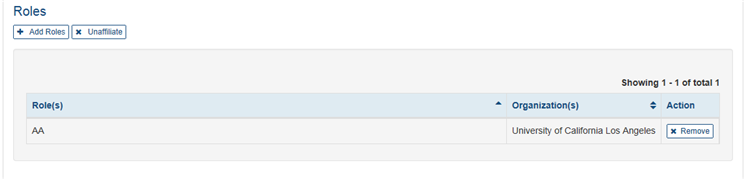 Roles
Add Roles Unaffiliate
Showing 1 - 1 of total 1
Role(s) Organization(s) Action
AA University of California Los Angeles Remove